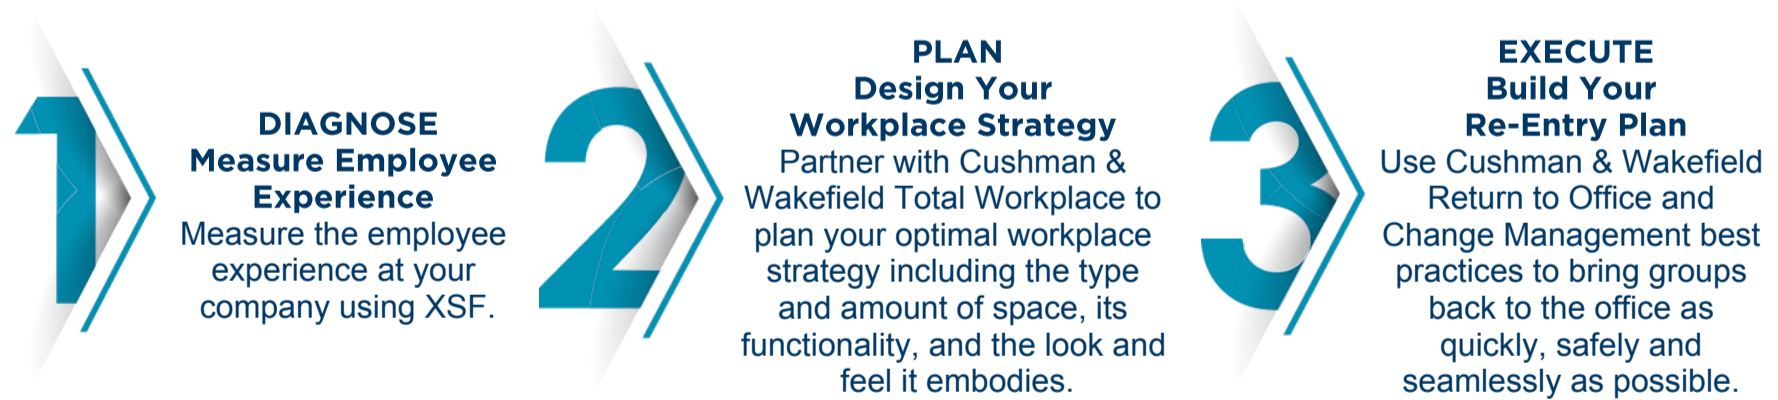 1
DIAGNOSE
Measure Employee
Experience
Measure the employee
experience at your
company using XSF.
2
PLAN
Design Your
Workplace Strategy
Partner with Cushman &
Wakefield Total Workplace to
plan your optimal workplace
strategy including the type
and amount of space, its
functionality, and the look and
feel it embodies.
3
EXECUTE
Build Your
Re-Entry Plan
Use Cushman & Wakefield
Return to Office and
Change Management best
practices to bring groups
back to the office as
quickly, safely and
seamlessly as possible.